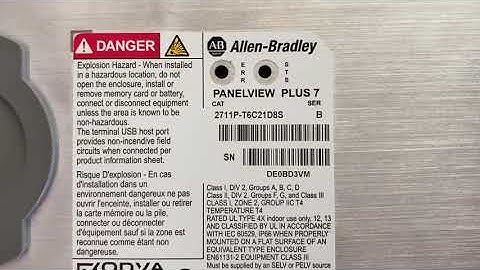 DANGER
Explosion Hazard - When installed
in a hazardous location, do not
open the enclosure, install or
remove memory card or battery,
connect or disconnect equipment
unless the area is known to be
non-hazardous.
The terminal USB host port
provides non-incendive field
circuits when connected per
product information sheet.
Risque D'explosion - En cas
d'installation dans un
environnement dangereux ne pas
ouvrir, installer ou retirer
la carte mémoire ou la pile,
connecter ou déconnecter
d'équipement sauf si la zone est
reconnue non dangereux.
AB Allen-Bradley
ERR
STS
PANELVIEW PLUS 7
CAT SER
2711P-T6C21D8S B
SN
DE0BD3VM
Class I, DIV 2, Groups A, B, C, D
Class II, DIV 2, Groups F, G, and Class III
CLASS I, ZONE 2, GROUP IIC T4
TEMPERATURE T4
RATED UL TYPE 4X indoor use only, 12, 13
AND CLASSIFIED BY UL IN ACCORDANCE
WITH IEC 60529, IP66 WHEN PROPERLY
MOUNTED ON A FLAT SURFACE OF AN
EQUIVALENT TYPE ENCLOSURE
EN61131-2 EQUIPMENT CLASS III
Must be supplied by an SELV or PELV source